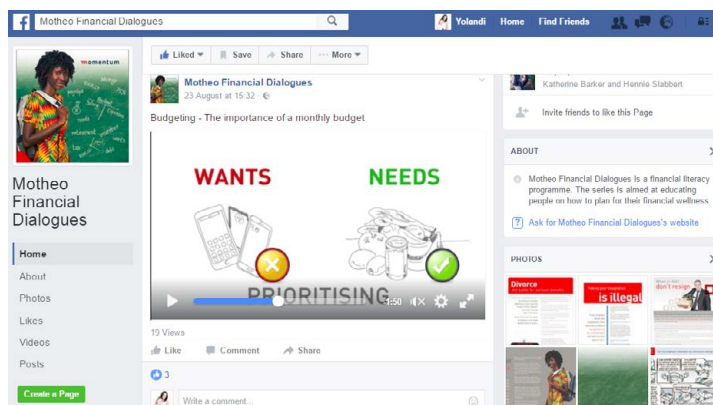 Motheo Financial Dialogues
Yolandi
Home
Find Friends
momentum
Motheo
Financial
Dialogues
Home
About
Photos
Likes
Videos
Posts
Create a Page
Liked
Save
Share
More
Motheo Financial Dialogues
23 August at 15:32
Budgeting - The importance of a monthly budget
WANTS
NEEDS
PRIORITISING
1:50
19 Views
Like
Comment
Share
3
Write a comment...
Katherine Barker and Hennie Slabbert
Invite friends to like this Page
ABOUT
Motheo Financial Dialogues is a financial literacy
programme. The series is aimed at educating
people on how to plan for their financial wellness
Ask for Motheo Financial Dialogues's website
PHOTOS
Divorce
is illegal
don't resign